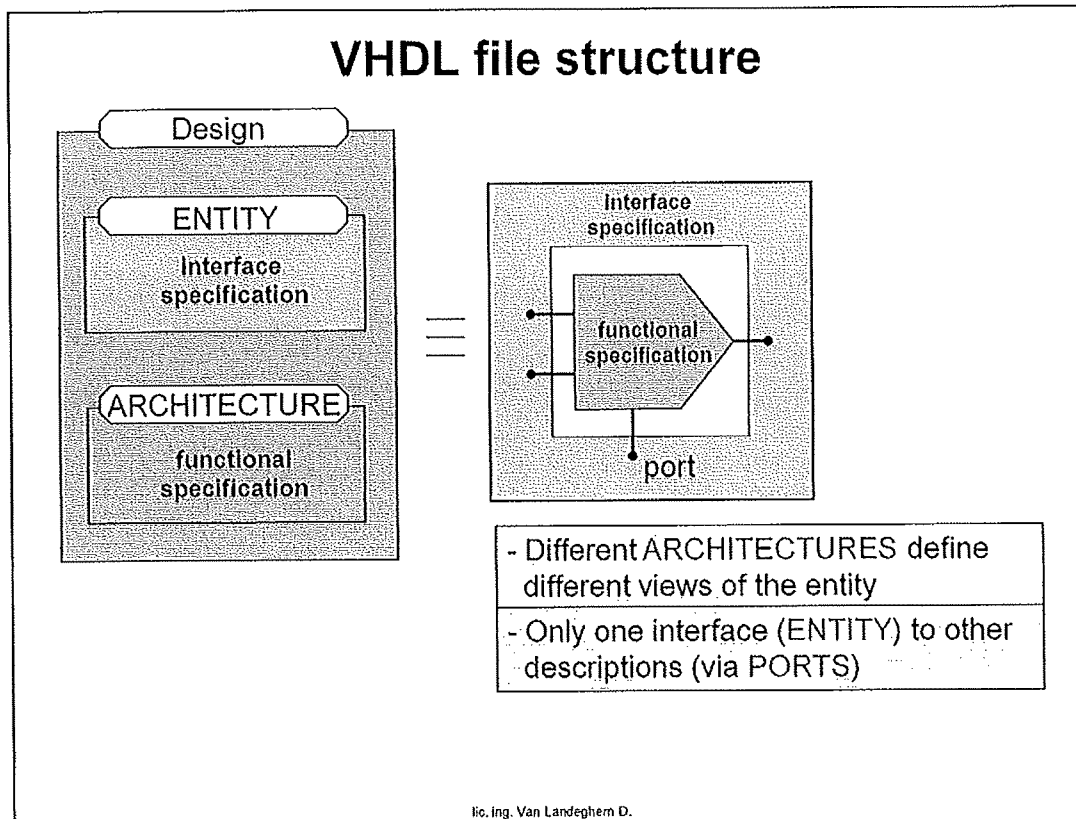 VHDL file structure
Design
ENTITY
Interface
specification
ARCHITECTURE
functional
specification
Interface
specification
functional
specification
port
- Different ARCHITECTURES define
different views of the entity
- Only one interface (ENTITY) to other
descriptions (via PORTS)
lic. ing. Van Landeghem D.